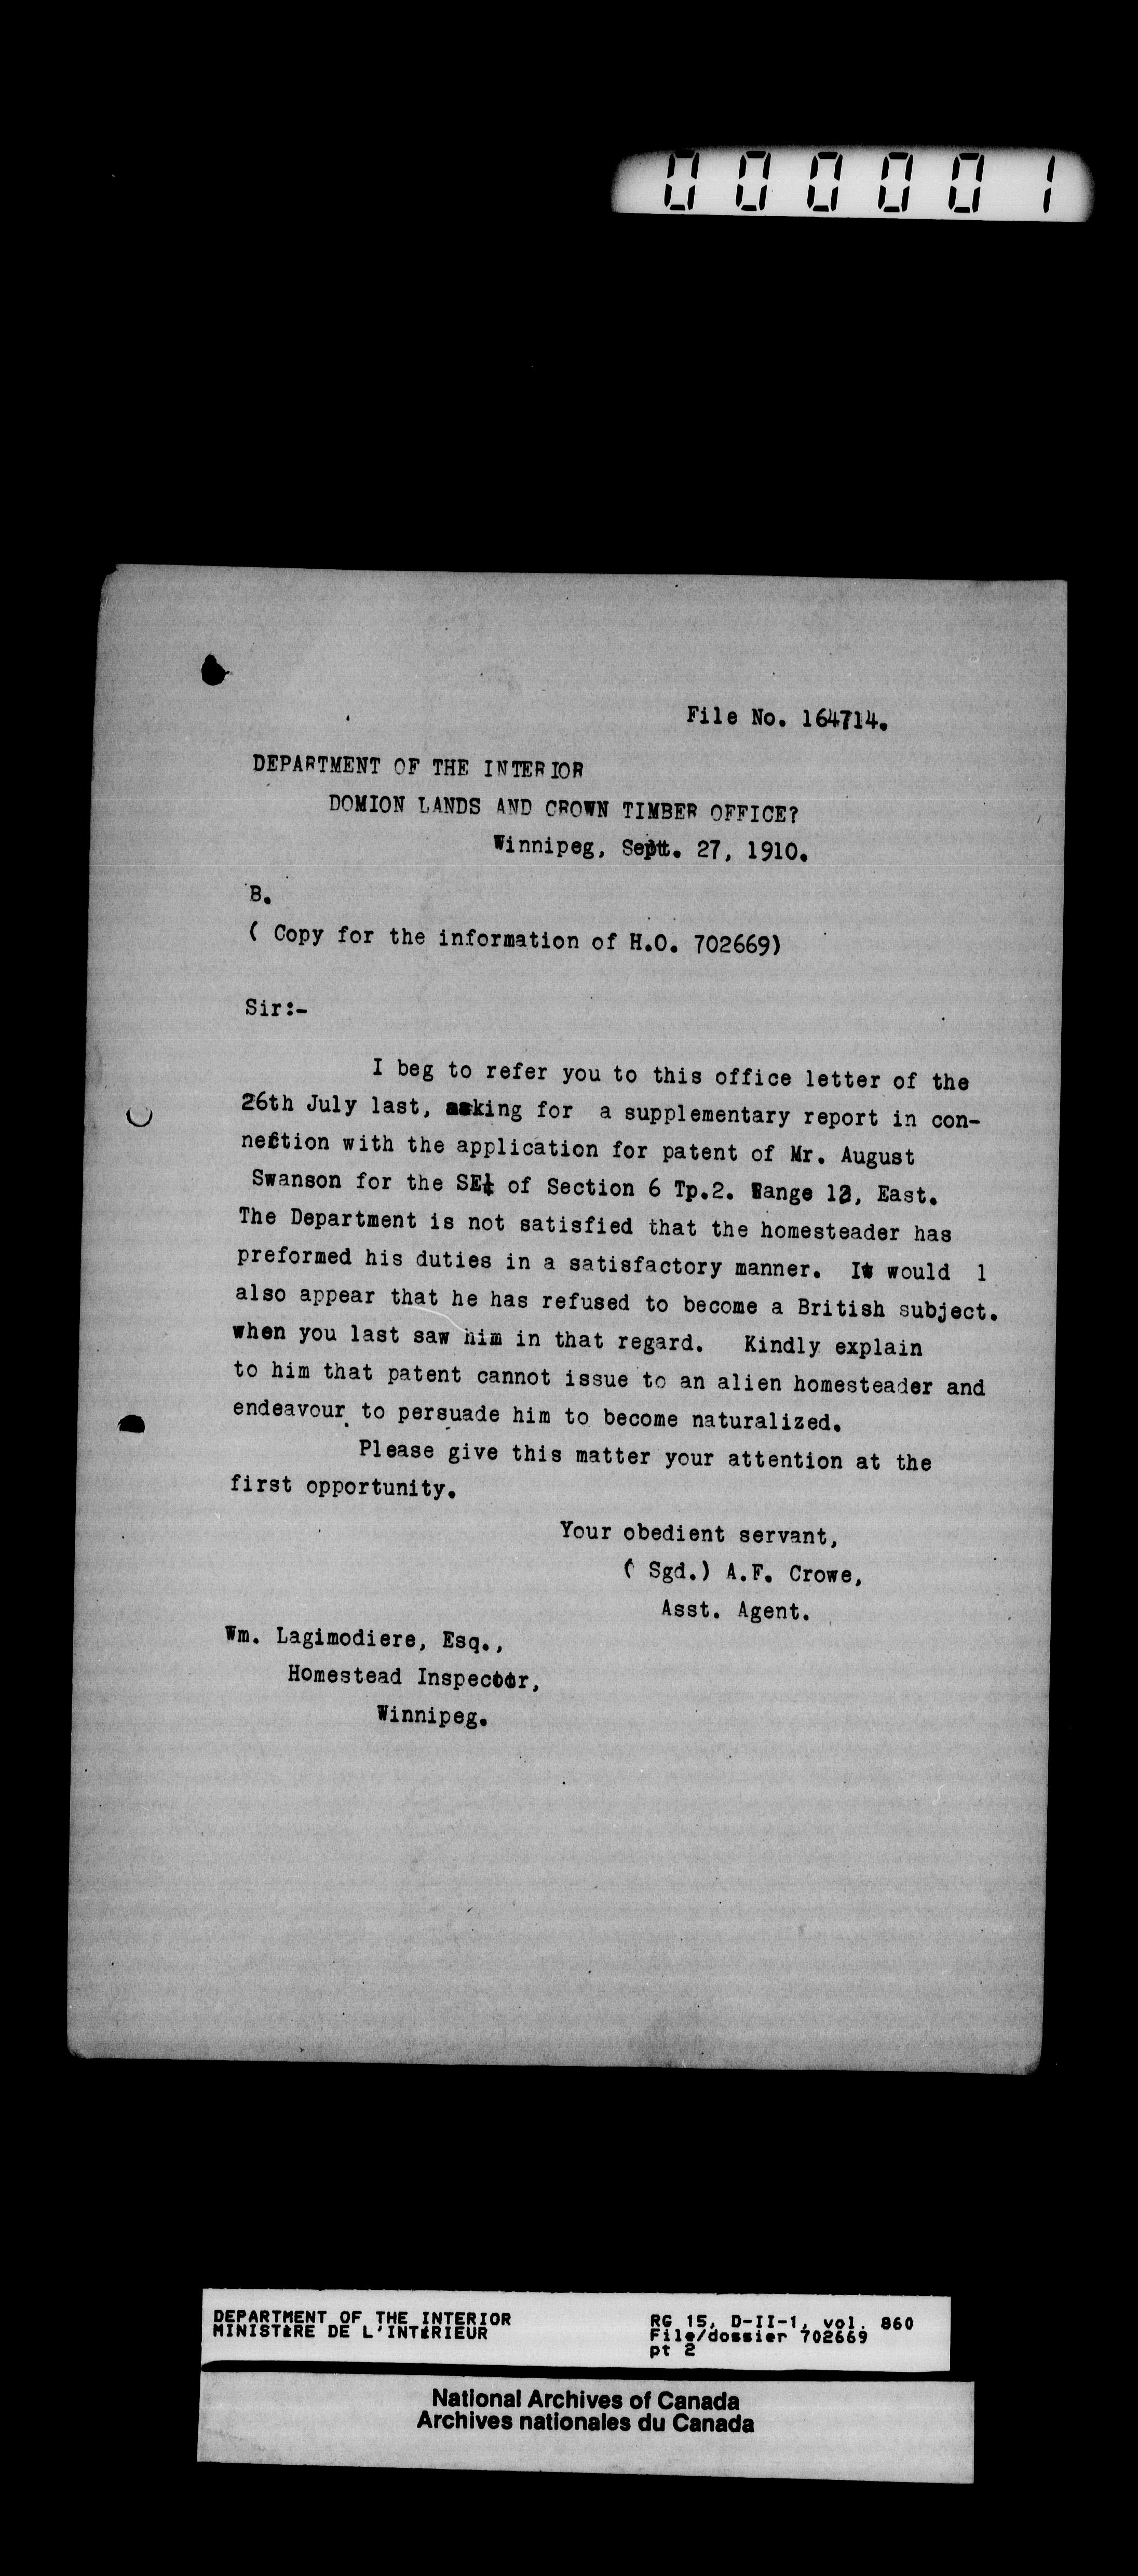 000001
File No. 164714.
DEPARTMENT OF THE INTERIOR
DOMION LANDS AND CROWN TIMBER OFFICE?
Winnipeg, Sept. 27, 1910.
B.
( Copy for the information of H.O. 702669)
Sir:-
I beg to refer you to this office letter of the
26th July last, asking for a supplementary report in con-
nection with the application for patent of Mr. August
Swanson for the SE¼ of Section 6 Tp.2. Range , East.
The Department is not satisfied that the homesteader has
preformed his duties in a satisfactory manner. It would l
also appear that he has refused to become a British subject.
when you last saw him in that regard. Kindly explain
to him that patent cannot issue to an alien homesteader and
endeavour to persuade him to become naturalized.
Please give this matter your attention at the
first opportunity.
Your obedient servant,
( Sgd.) A.F. Crowe,
Asst. Agent.
Wm. Lagimodiere, Esq.,
Homestead Inspector,
Winnipeg.
DEPARTMENT OF THE INTERIOR
MINISTÈRE DE L'INTÉRIEUR
RG 15, D-II-1, vol. 860
File/dossier 702669
pt 2
National Archives of Canada
Archives nationales du Canada